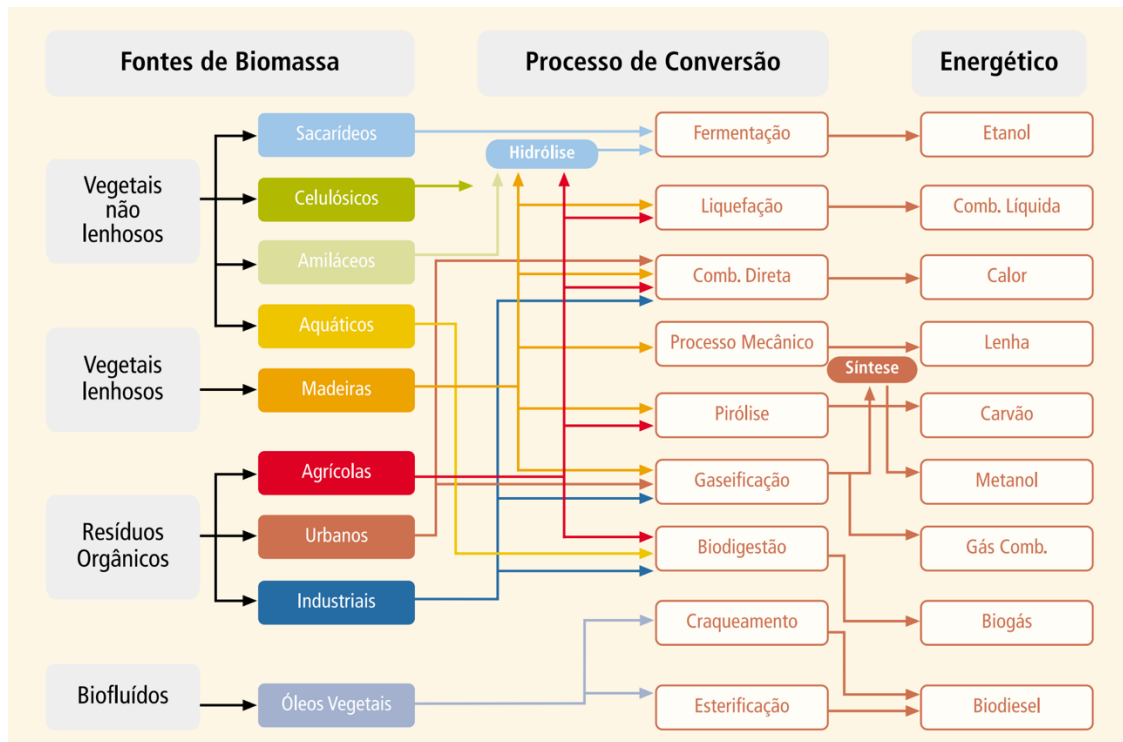 Fontes de Biomassa
Processo de Conversão
Energético
Vegetais
não
lenhosos
Vegetais
lenhosos
Resíduos
Orgânicos
Biofluídos
Sacarídeos
Celulósicos
Amiláceos
Aquáticos
Madeiras
Agrícolas
Urbanos
Industriais
Óleos Vegetais
Hidrólise
Fermentação
Liquefação
Comb. Direta
Processo Mecânico
Pirólise
Gaseificação
Biodigestão
Craqueamento
Esterificação
Síntese
Etanol
Comb. Líquida
Calor
Lenha
Carvão
Metanol
Gás Comb.
Biogás
Biodiesel